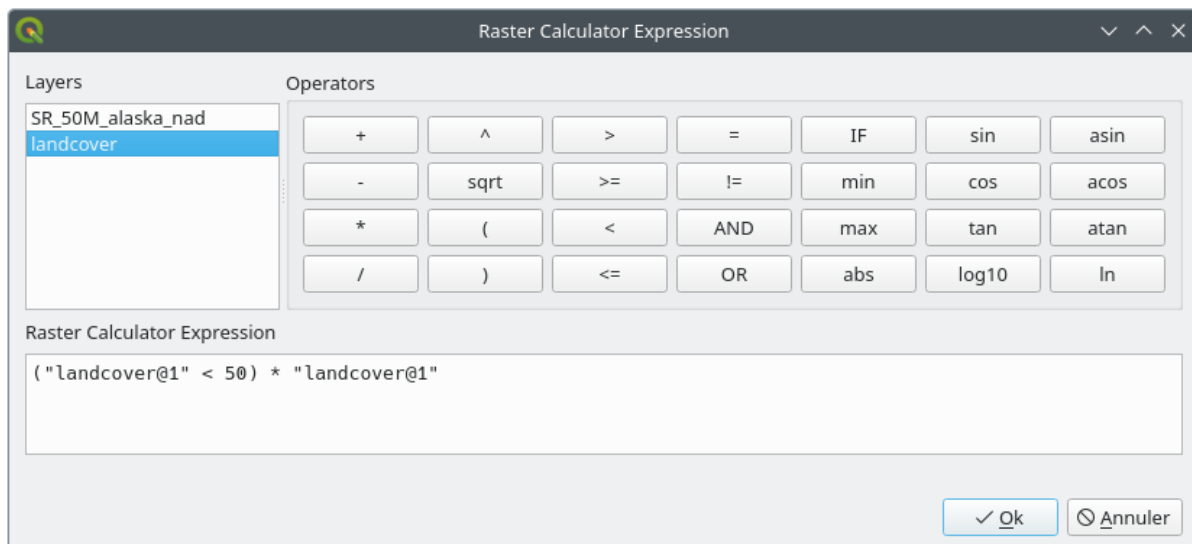 Raster Calculator Expression
Layers
Operators
SR_50M_alaska_nad
landcover
+ ^ > = IF sin asin
- sqrt >= != min cos acos
* ( < AND max tan atan
/ ) <= OR abs log10 ln
Raster Calculator Expression
("landcover@1" < 50) * "landcover@1"
Ok Annuler